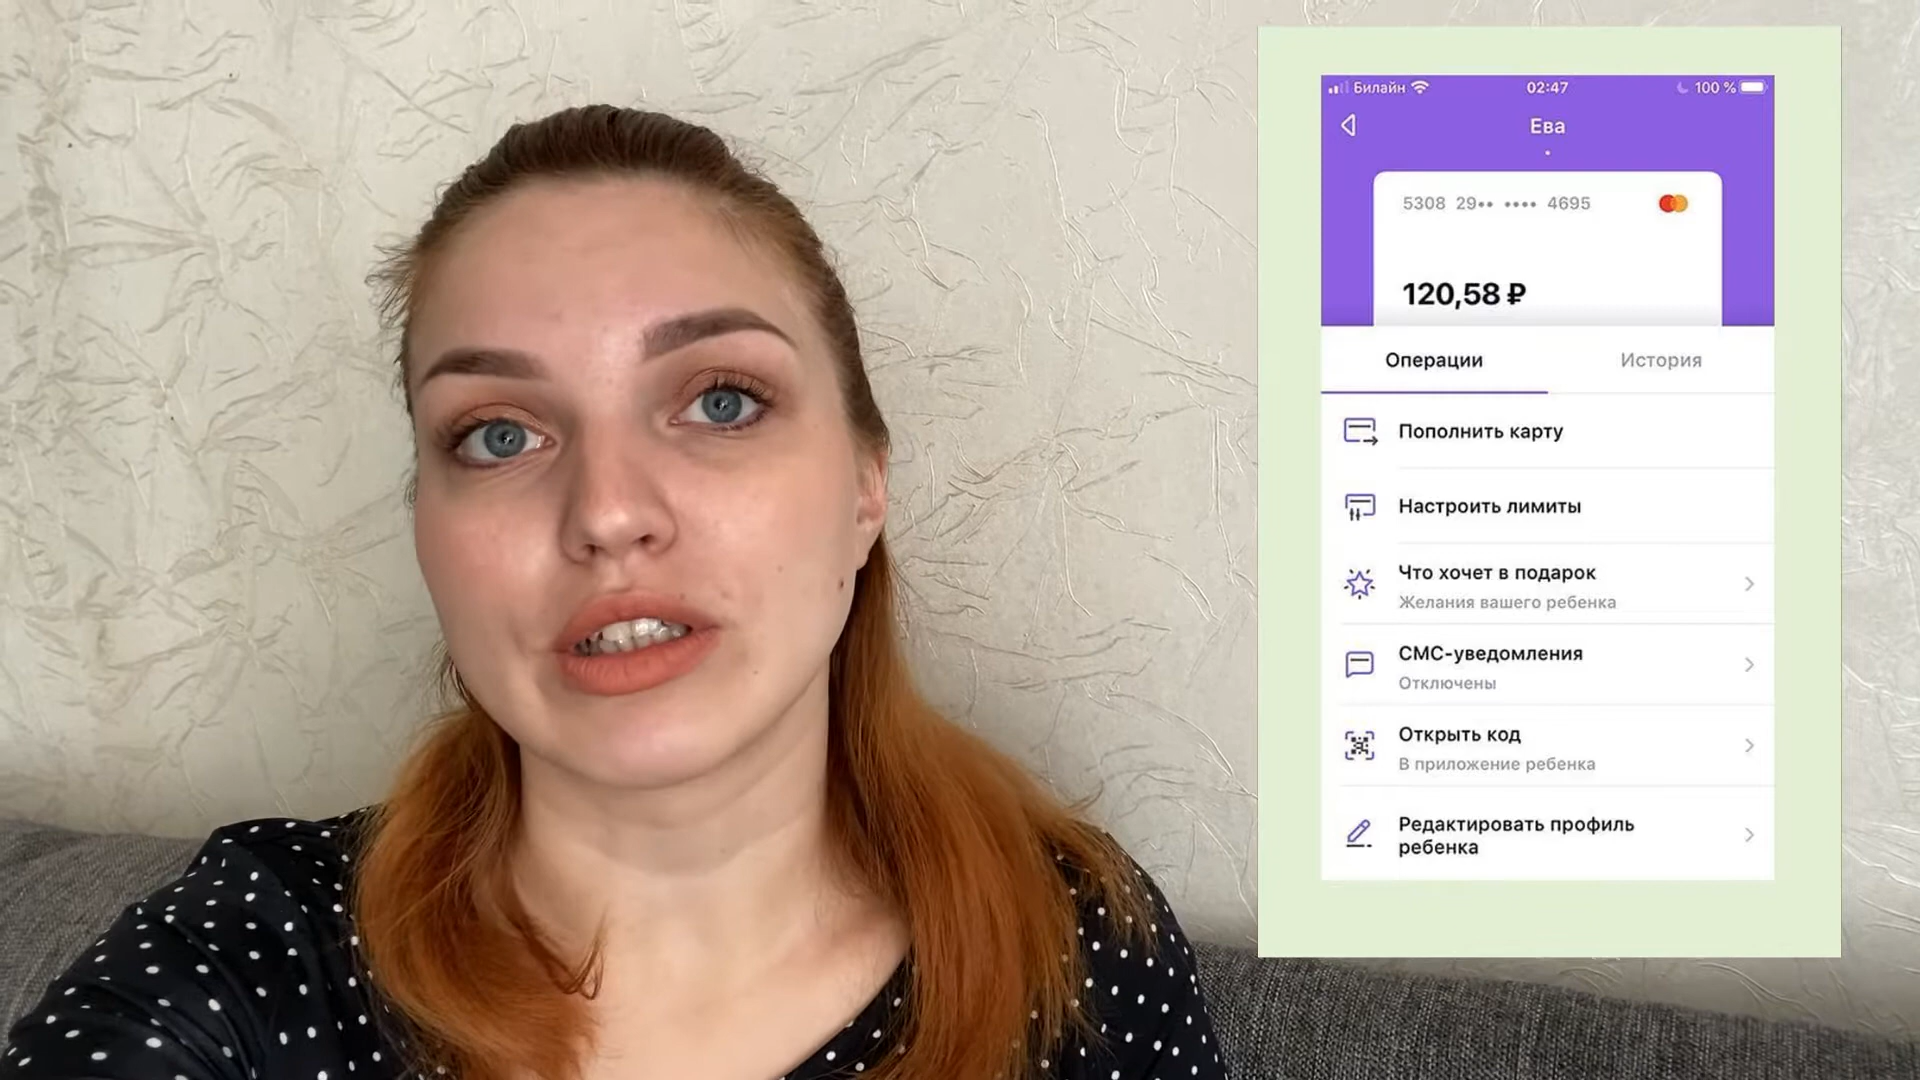 Билайн 02:47 100 %
Ева
5308 29•• •••• 4695
120,58 ₽
Операции История
Пополнить карту
Настроить лимиты
Что хочет в подарок
Желания вашего ребенка
СМС-уведомления
Отключены
Открыть код
В приложение ребенка
Редактировать профиль
ребенка